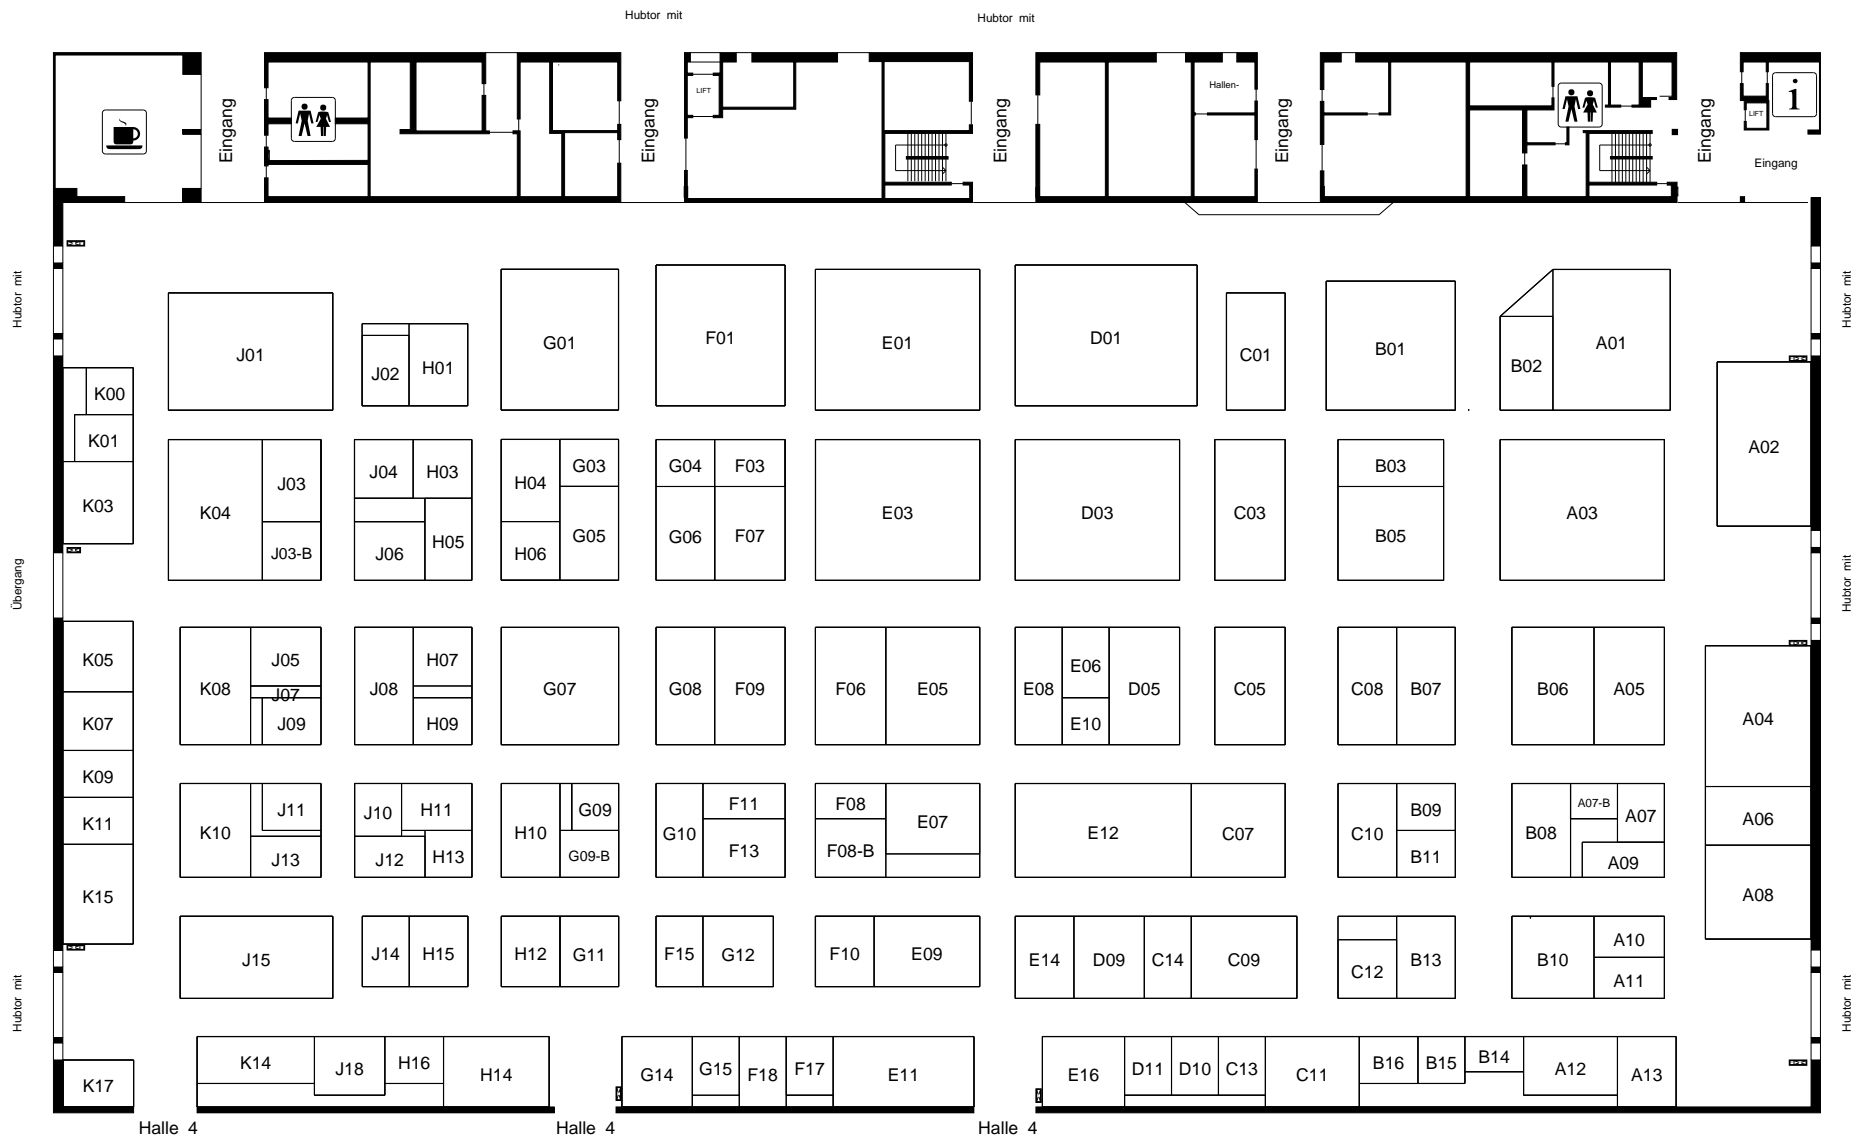 Hubtor mit
Hubtor mit
Eingang
Eingang
LIFT
Eingang
Hallen-
Eingang
Eingang
LIFT
i
Eingang
Hubtor mit
Hubtor mit
J01
J02
H01
G01
F01
E01
D01
C01
B01
B02
A01
K00
K01
K03
A02
K04
J03
J03-B
J04
H03
J06
H05
H04
H06
G03
G05
G04
F03
G06
F07
E03
D03
C03
B03
B05
A03
Übergang
Hubtor mit
K05
K07
K08
J05
J07
J09
J08
H07
H09
G07
G08
F09
F06
E05
E08
E06
E10
D05
C05
C08
B07
B06
A05
A04
K09
K11
K15
K10
J11
J13
J10
H11
J12
H13
H10
G09
G09-B
G10
F11
F13
F08
F08-B
E07
E12
C07
C10
B09
B11
B08
A07-B
A07
A09
A06
A08
J15
J14
H15
H12
G11
F15
G12
F10
E09
E14
D09
C14
C09
C12
B13
B10
A10
A11
Hubtor mit
Hubtor mit
K17
K14
J18
H16
H14
G14
G15
F18
F17
E11
E16
D11
D10
C13
C11
B16
B15
B14
A12
A13
Halle 4
Halle 4
Halle 4